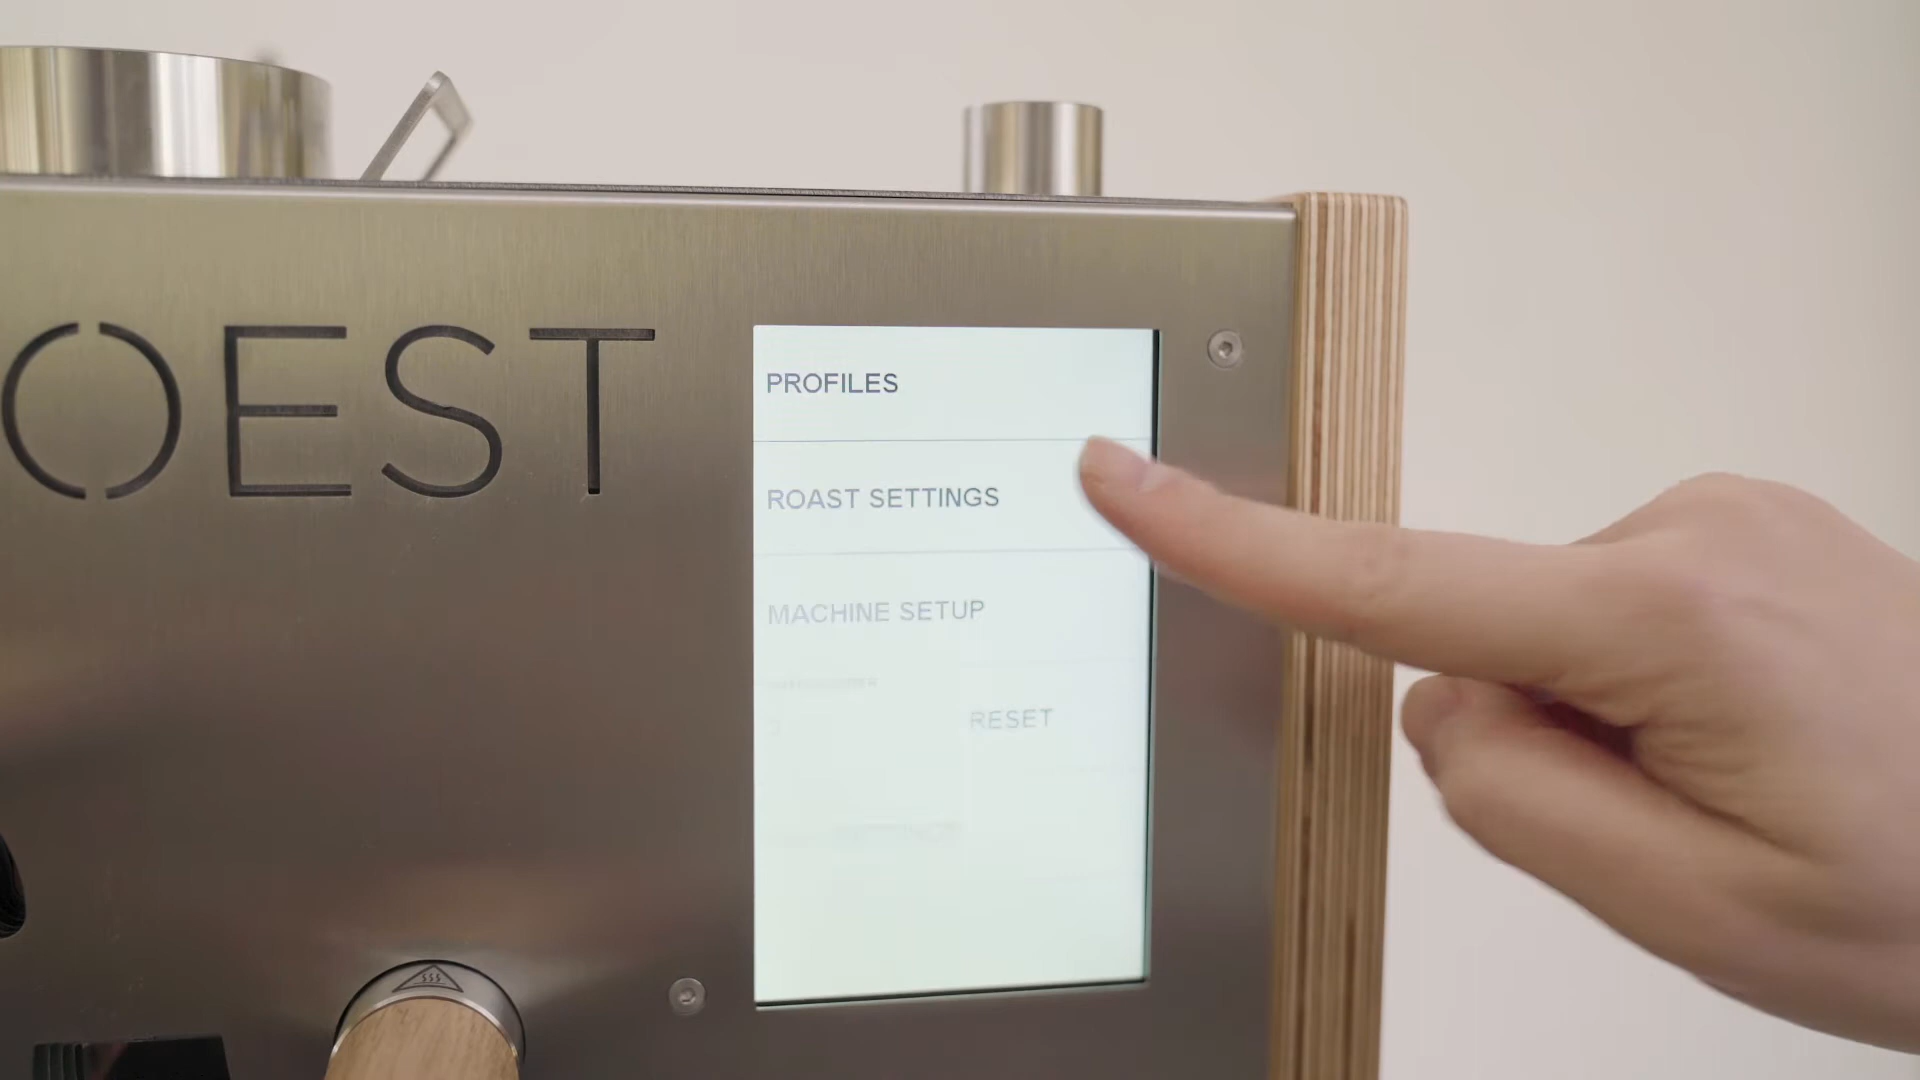 OEST
PROFILES
ROAST SETTINGS
MACHINE SETUP
RESET